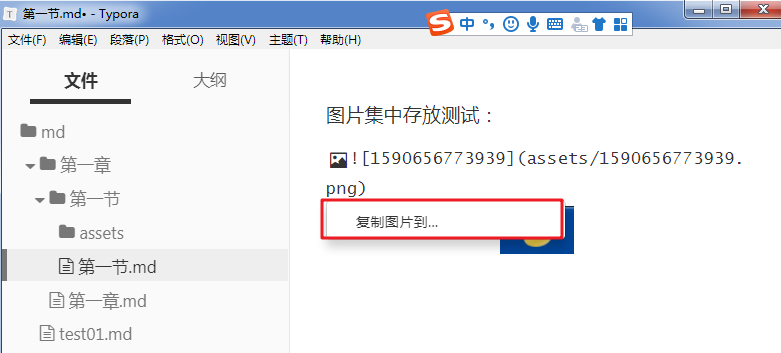 第一节.md• - Typora
中
文件(F) 编辑(E) 段落(P) 格式(O) 视图(V) 主题(T) 帮助(H)
文件 大纲
md
第一章
第一节
assets
第一节.md
第一章.md
test01.md
图片集中存放测试：
![1590656773939](assets/1590656773939.
png)
复制图片到...